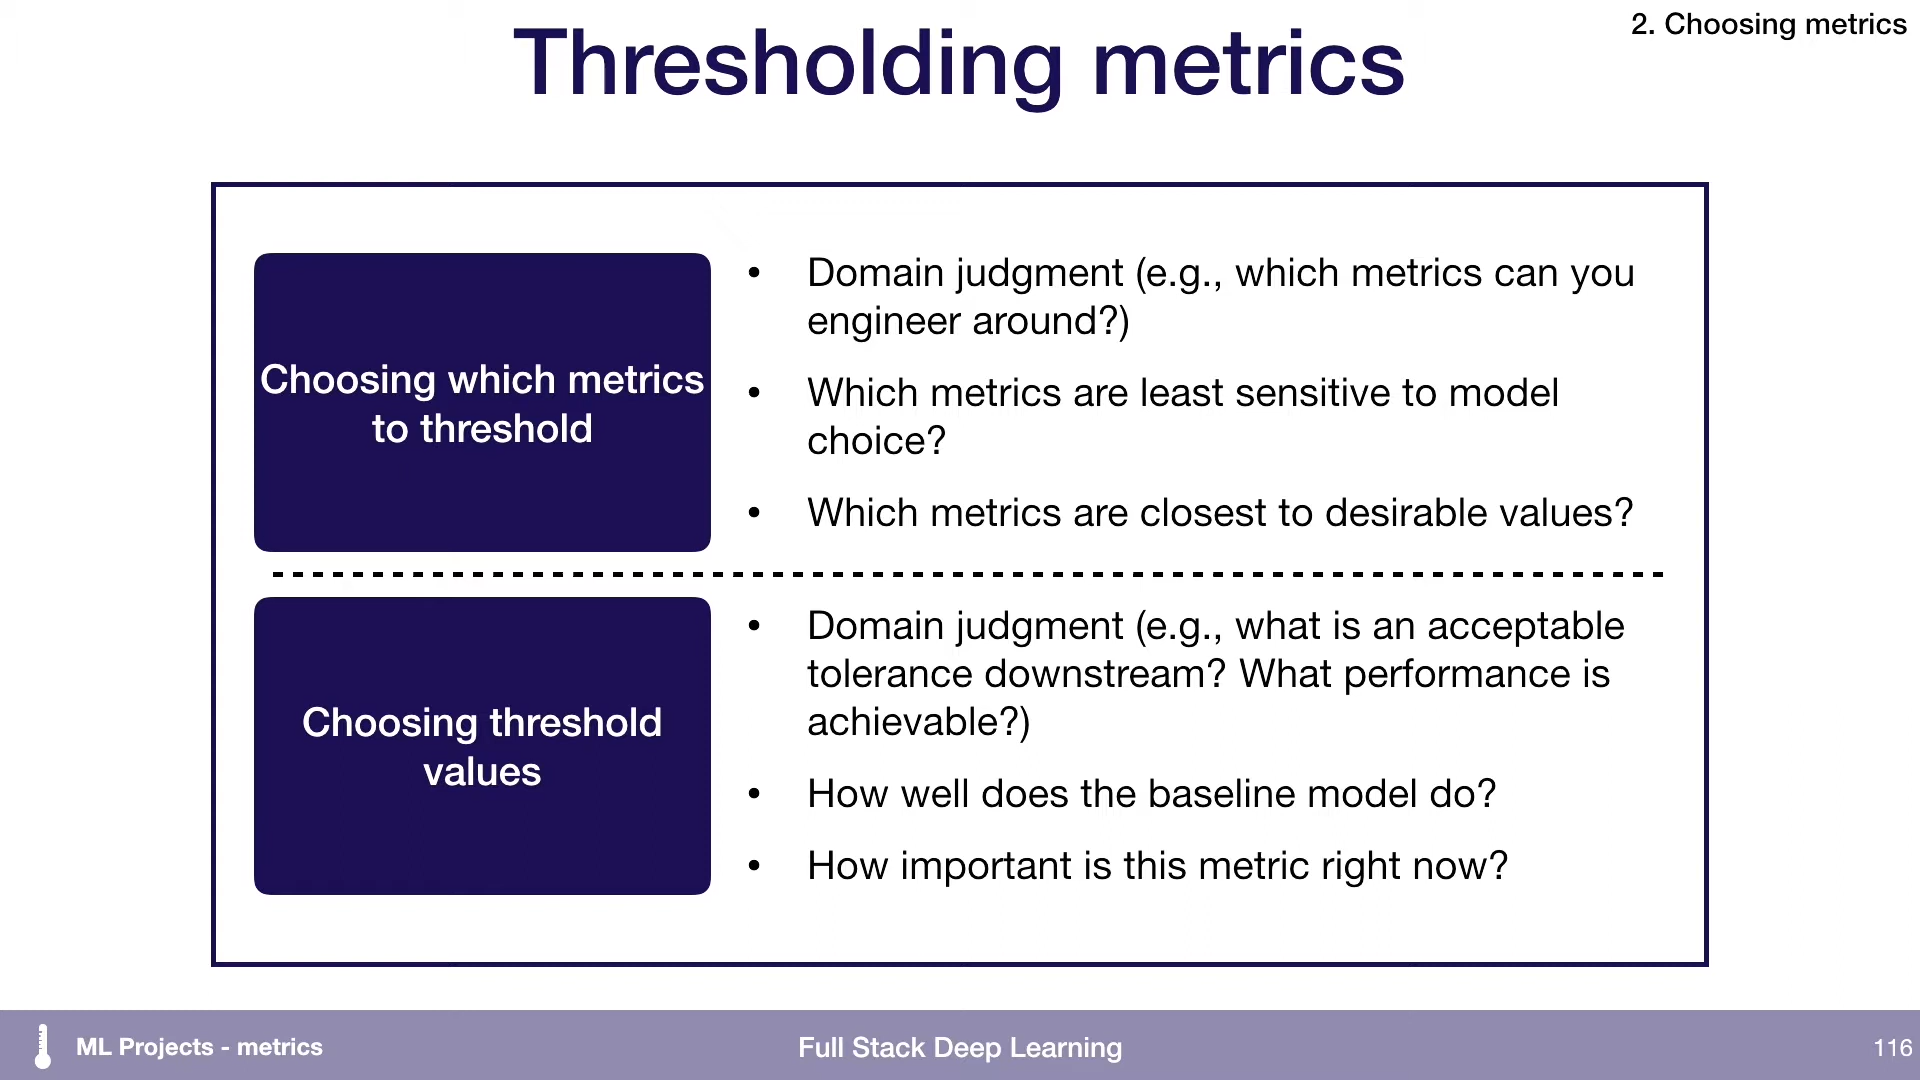 2. Choosing metrics
Thresholding metrics
Choosing which metrics
to threshold
• Domain judgment (e.g., which metrics can you
engineer around?)
• Which metrics are least sensitive to model
choice?
• Which metrics are closest to desirable values?
Choosing threshold
values
• Domain judgment (e.g., what is an acceptable
tolerance downstream? What performance is
achievable?)
• How well does the baseline model do?
• How important is this metric right now?
ML Projects - metrics
Full Stack Deep Learning
116